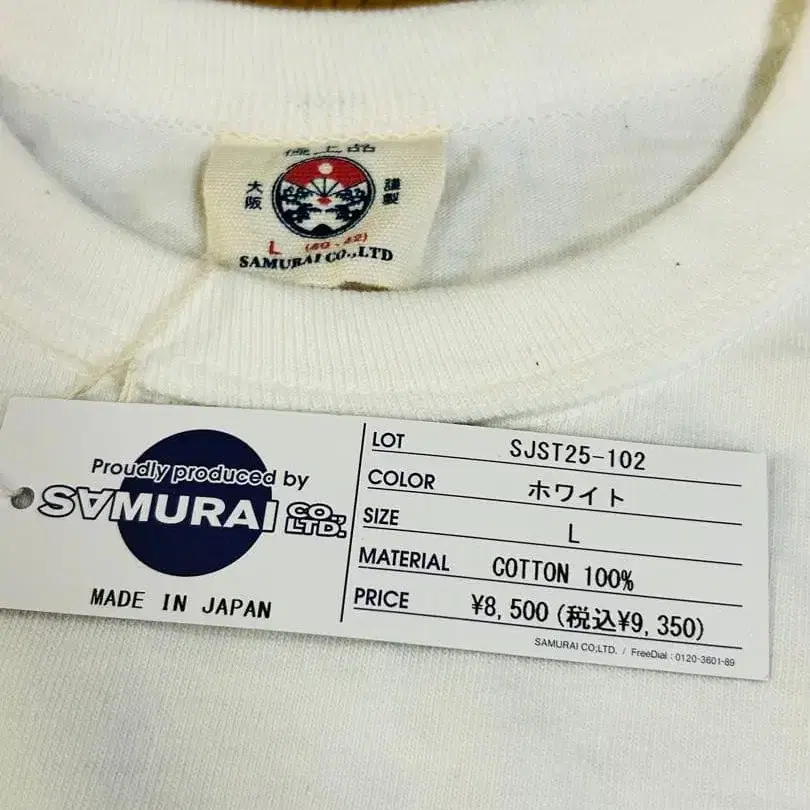 極上品
大阪
謹製
L (40-42)
SAMURAI CO.,LTD
Proudly produced by
SAMURAI CO., LTD.
MADE IN JAPAN
LOT SJST25-102
COLOR ホワイト
SIZE L
MATERIAL COTTON 100%
PRICE ¥8,500(税込¥9,350)
SAMURAI CO;LTD. / FreeDial : 0120-3601-89